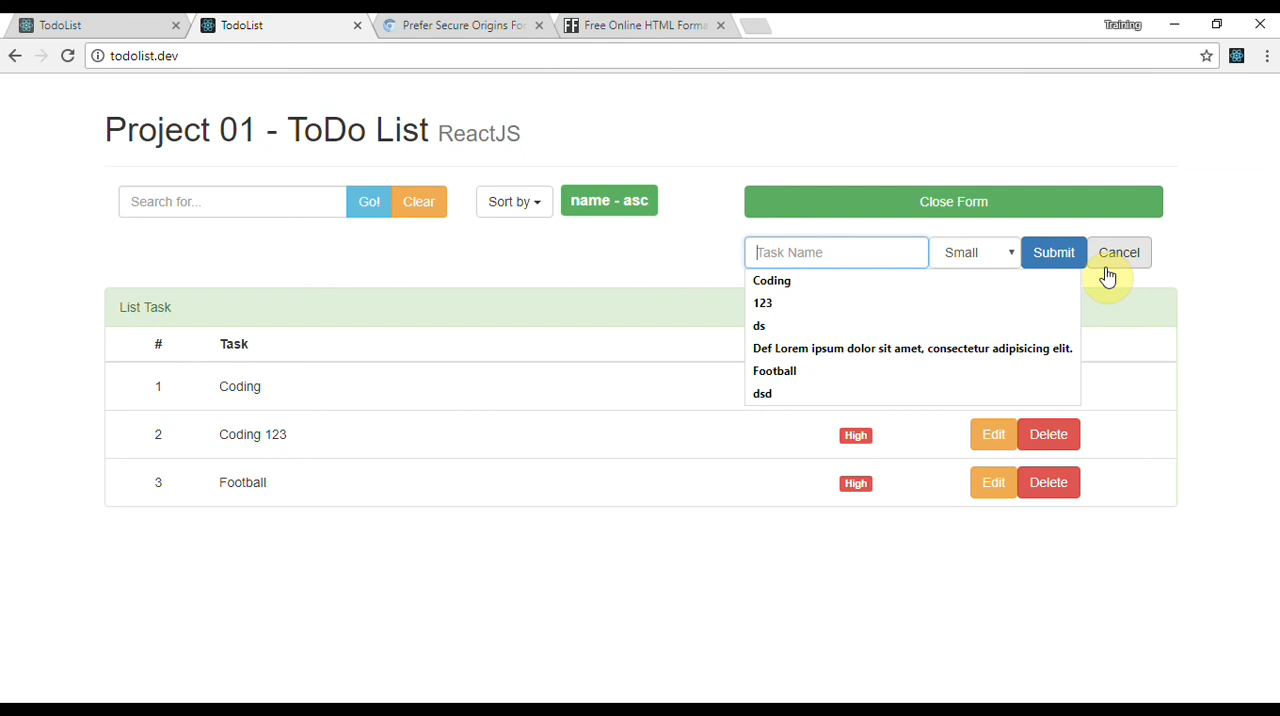 TodoList
TodoList
Prefer Secure Origins For
Free Online HTML Forma
Training
todolist.dev
Project 01 - ToDo List ReactJS
Search for...
Go!
Clear
Sort by
name - asc
Close Form
Task Name
Small
Submit
Cancel
Coding
123
ds
Def Lorem ipsum dolor sit amet, consectetur adipisicing elit.
Football
dsd
List Task
# Task
1 Coding
2 Coding 123 High Edit Delete
3 Football High Edit Delete